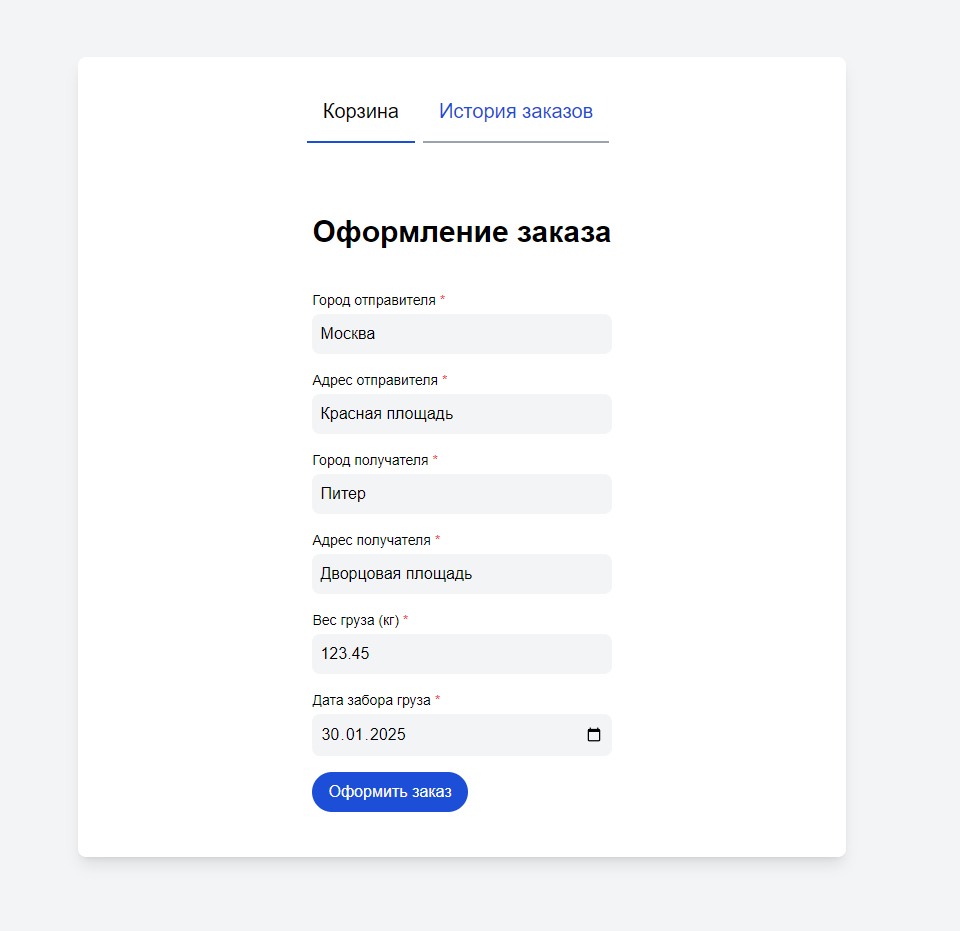 Корзина История заказов
Оформление заказа
Город отправителя *
Москва
Адрес отправителя *
Красная площадь
Город получателя *
Питер
Адрес получателя *
Дворцовая площадь
Вес груза (кг) *
123.45
Дата забора груза *
30.01.2025
Оформить заказ